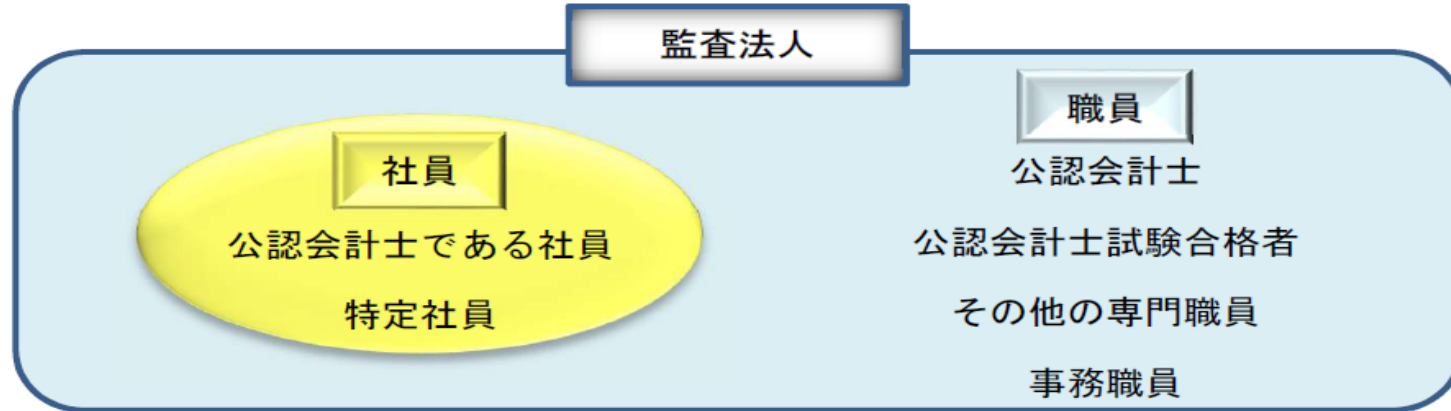 監査法人
社員
公認会計士である社員
特定社員
職員
公認会計士
公認会計士試験合格者
その他の専門職員
事務職員